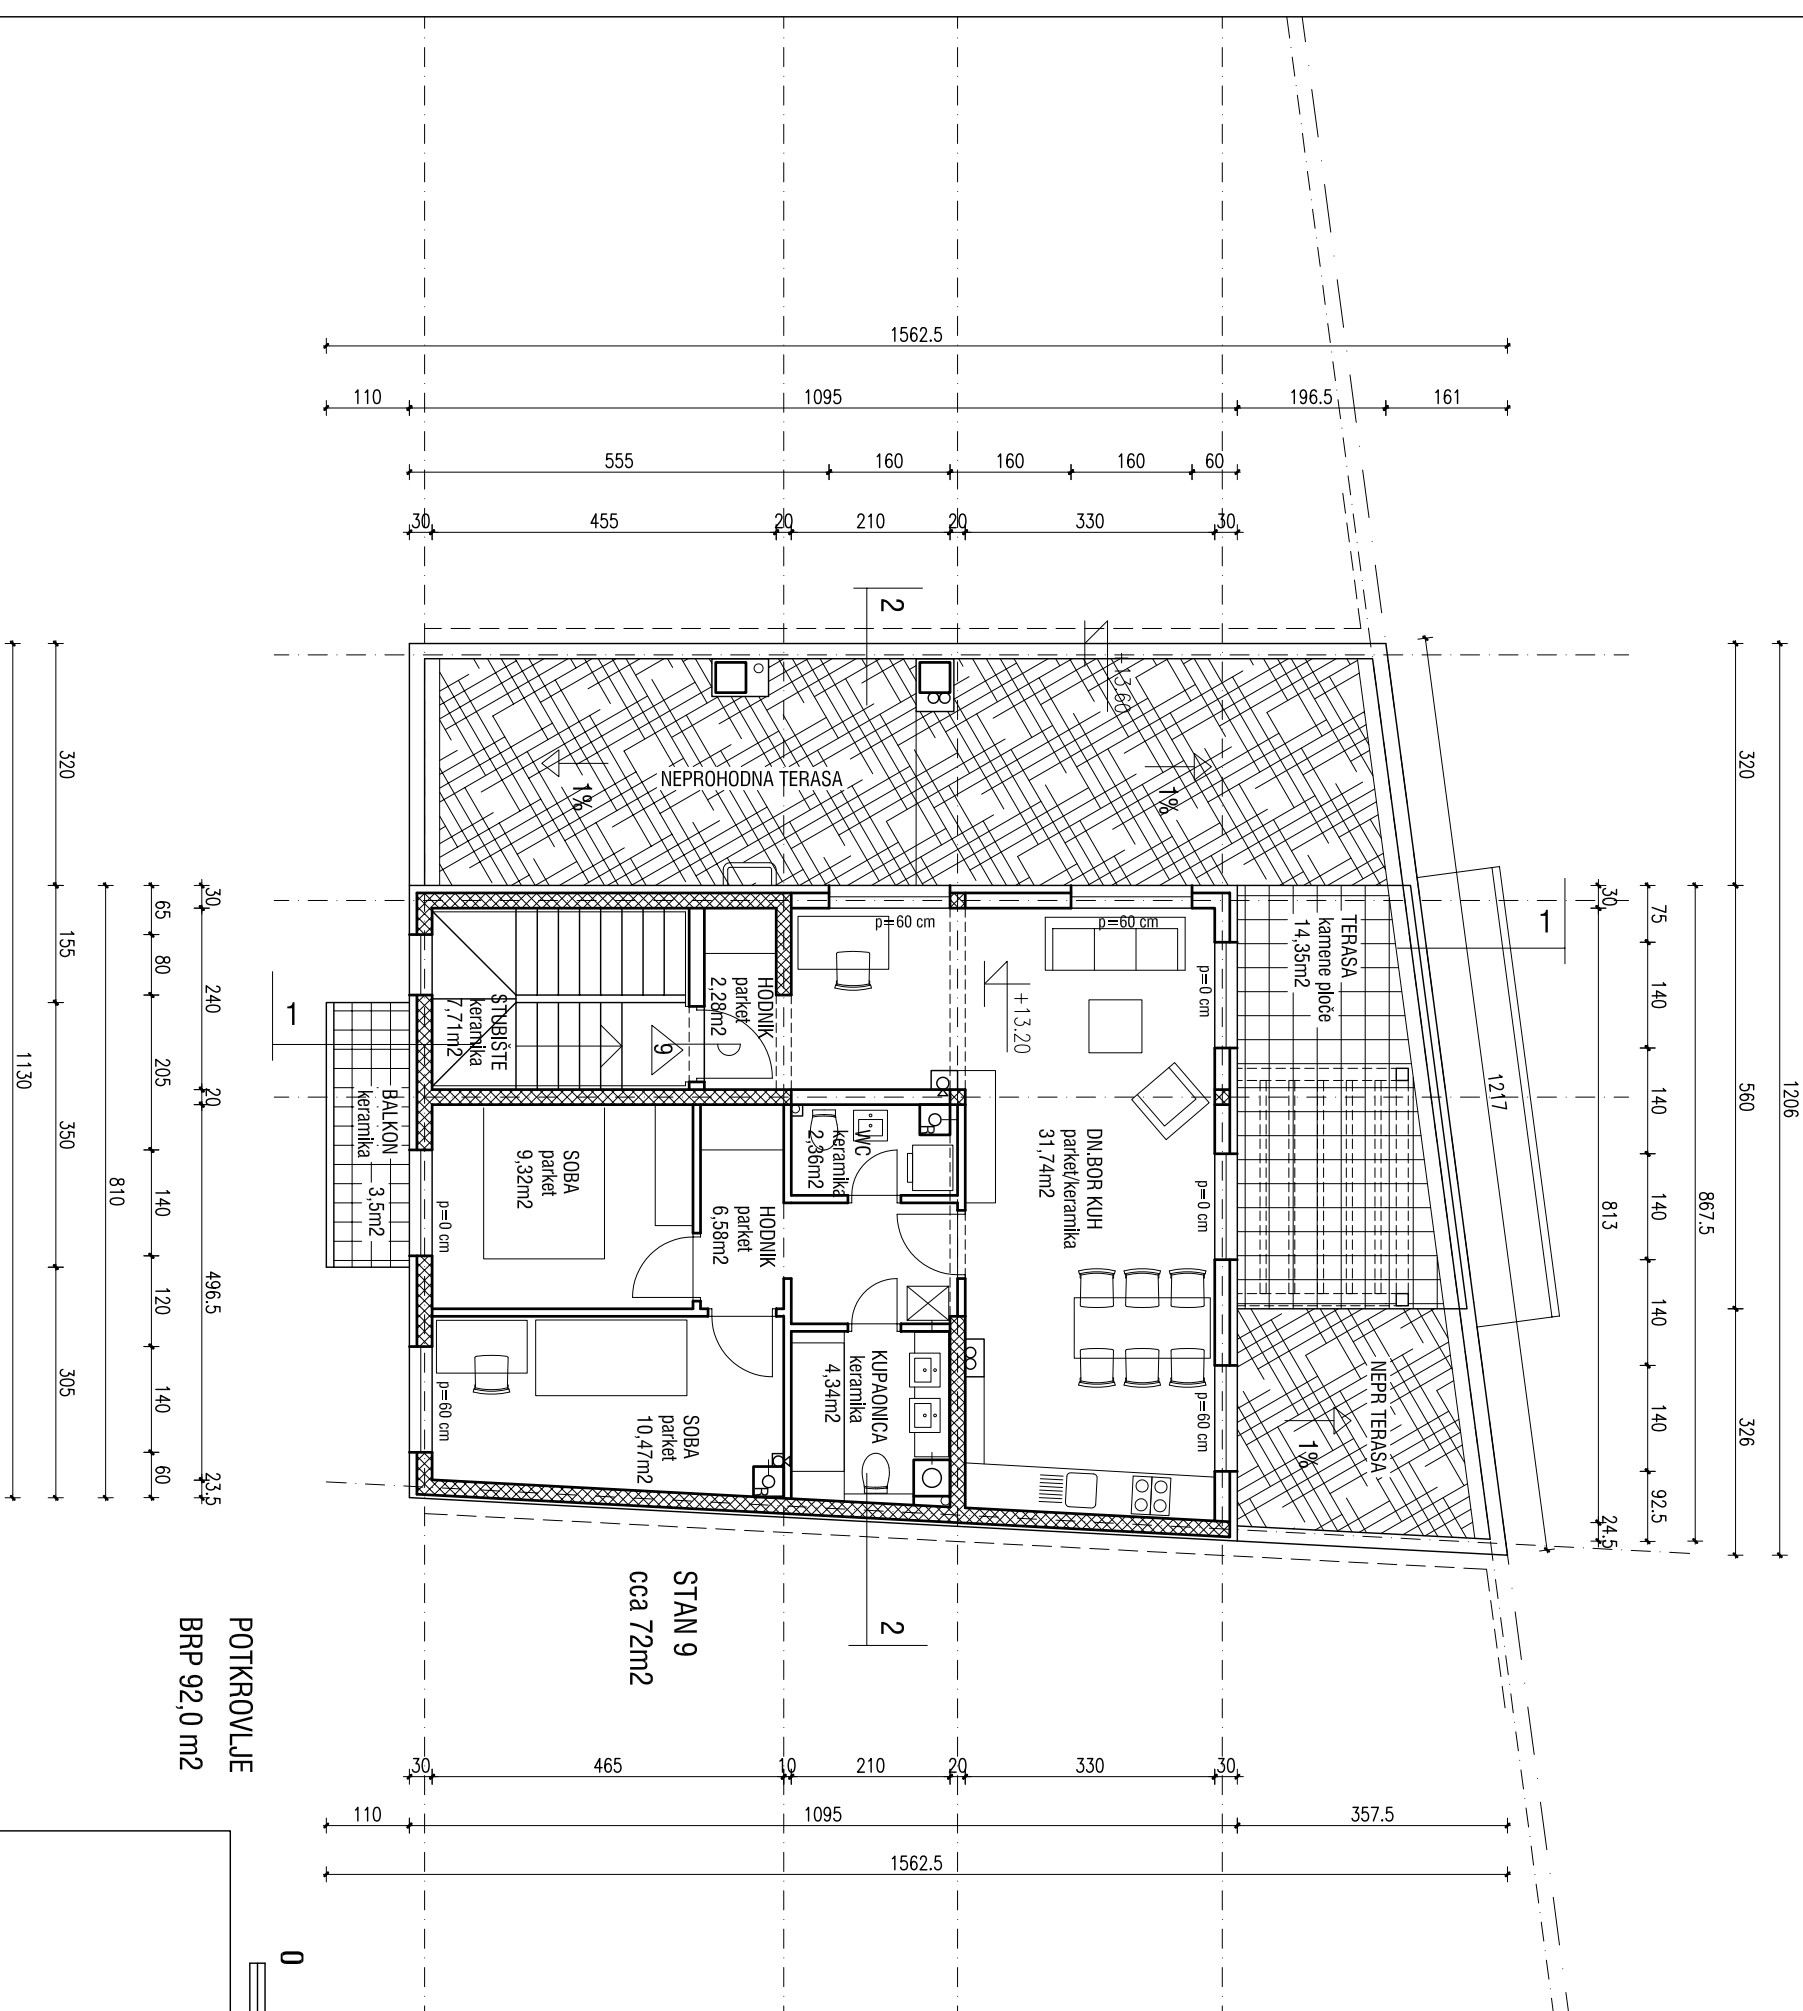 1562.5
110
1095
196.5
161
555
160
160
160
60
30
455
20
210
20
330
30
2
+13.60
320
1206
320
NEPROHODNA TERASA
1%
1%
1
TERASA
kamene ploče
14,35m2
30
75
140
140
140
140
140
92.5
24.5
813
867.5
560
326
1217
p=60 cm
p=60 cm
p=0 cm
p=0 cm
p=60 cm
+13.20
HODNIK
parket
2,28m2
9
STUBIŠTE
keramika
7,71m2
1
BALKON
keramika
3,5m2
DN.BOR KUH
parket/keramika
31,74m2
WC
keramika
2,36m2
R
SOBA
parket
9,32m2
HODNIK
parket
6,58m2
KUPAONICA
keramika
4,34m2
SOBA
parket
10,47m2
R
p=0 cm
p=60 cm
NEPR TERASA
1%
30
240
20
496.5
23.5
65
80
205
140
120
140
60
810
155
350
305
1130
2
STAN 9
cca 72m2
POTKROVLJE
BRP 92,0 m2
30
465
10
210
20
330
30
110
1095
357.5
1562.5
0